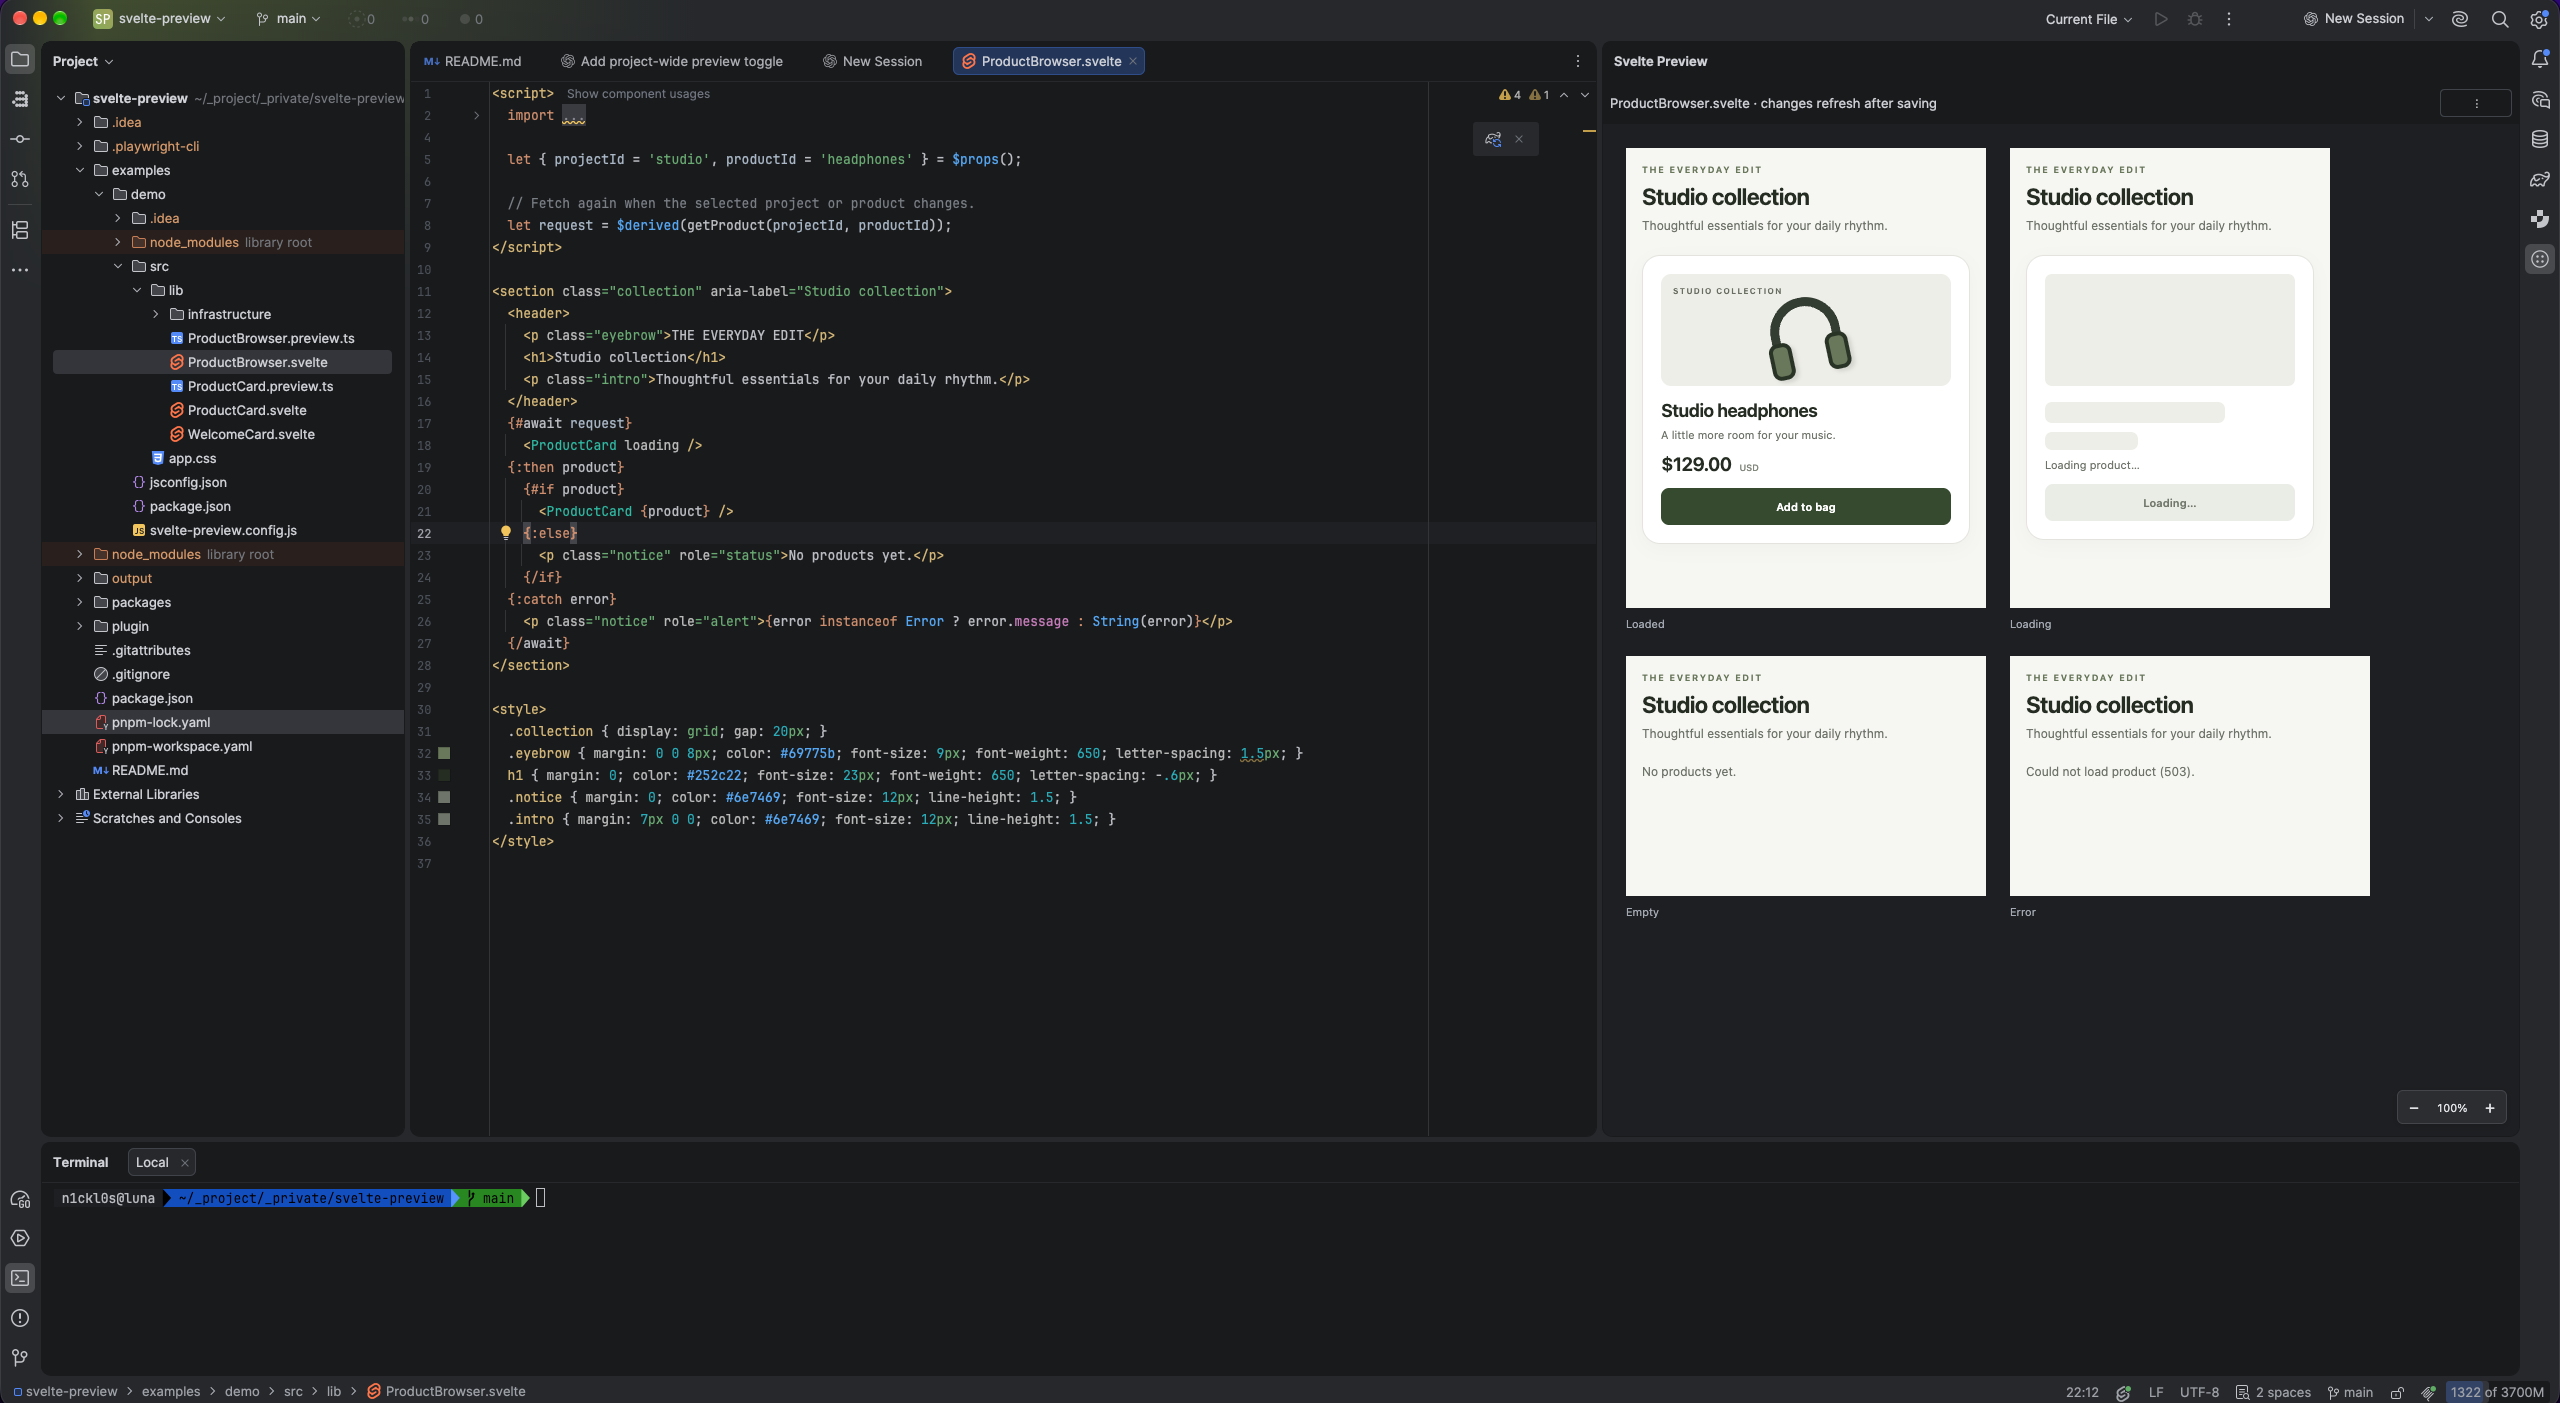 SP svelte-preview
main
0
0
0
Current File
New Session
Project
svelte-preview ~/_project/_private/svelte-preview
.idea
.playwright-cli
examples
demo
.idea
node_modules library root
src
lib
infrastructure
TS ProductBrowser.preview.ts
ProductBrowser.svelte
TS ProductCard.preview.ts
ProductCard.svelte
WelcomeCard.svelte
app.css
jsconfig.json
package.json
JS svelte-preview.config.js
node_modules library root
output
packages
plugin
.gitattributes
.gitignore
package.json
pnpm-lock.yaml
pnpm-workspace.yaml
M↓ README.md
External Libraries
Scratches and Consoles
M↓ README.md
Add project-wide preview toggle
New Session
ProductBrowser.svelte
4 1
1 <script> Show component usages
2 import ...
4
5 let { projectId = 'studio', productId = 'headphones' } = $props();
6
7 // Fetch again when the selected project or product changes.
8 let request = $derived(getProduct(projectId, productId));
9 </script>
10
11 <section class="collection" aria-label="Studio collection">
12 <header>
13 <p class="eyebrow">THE EVERYDAY EDIT</p>
14 <h1>Studio collection</h1>
15 <p class="intro">Thoughtful essentials for your daily rhythm.</p>
16 </header>
17 {#await request}
18 <ProductCard loading />
19 {:then product}
20 {#if product}
21 <ProductCard {product} />
22 {:else}
23 <p class="notice" role="status">No products yet.</p>
24 {/if}
25 {:catch error}
26 <p class="notice" role="alert">{error instanceof Error ? error.message : String(error)}</p>
27 {/await}
28 </section>
29
30 <style>
31 .collection { display: grid; gap: 20px; }
32 .eyebrow { margin: 0 0 8px; color: #69775b; font-size: 9px; font-weight: 650; letter-spacing: 1.5px; }
33 h1 { margin: 0; color: #252c22; font-size: 23px; font-weight: 650; letter-spacing: -.6px; }
34 .notice { margin: 0; color: #6e7469; font-size: 12px; line-height: 1.5; }
35 .intro { margin: 7px 0 0; color: #6e7469; font-size: 12px; line-height: 1.5; }
36 </style>
37
Svelte Preview
ProductBrowser.svelte · changes refresh after saving
THE EVERYDAY EDIT
Studio collection
Thoughtful essentials for your daily rhythm.
STUDIO COLLECTION
Studio headphones
A little more room for your music.
$129.00 USD
Add to bag
Loaded
THE EVERYDAY EDIT
Studio collection
Thoughtful essentials for your daily rhythm.
Loading product...
Loading...
Loading
THE EVERYDAY EDIT
Studio collection
Thoughtful essentials for your daily rhythm.
No products yet.
Empty
THE EVERYDAY EDIT
Studio collection
Thoughtful essentials for your daily rhythm.
Could not load product (503).
Error
− 100% +
Terminal
Local
n1ckl0s@luna ~/_project/_private/svelte-preview main
GO
svelte-preview > examples > demo > src > lib > ProductBrowser.svelte
22:12
LF
UTF-8
2 spaces
main
1322 of 3700M